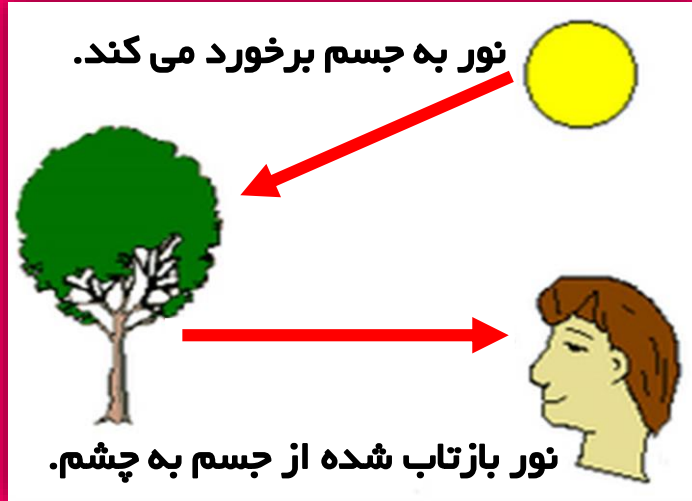 نور به جسم برخورد می کند.
نور بازتاب شده از جسم به چشم.